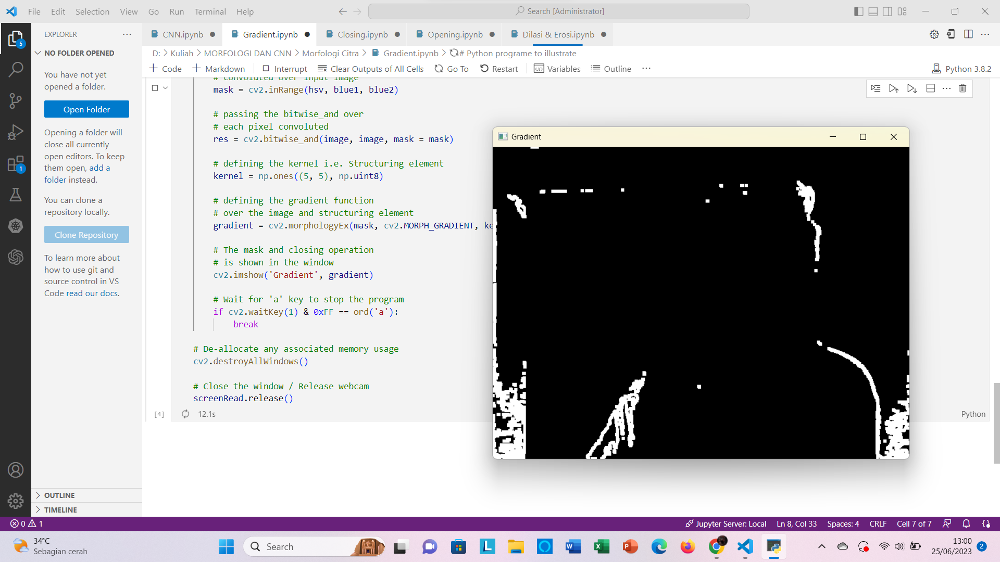 File Edit Selection View Go Run Terminal Help
Search [Administrator]
EXPLORER
CNN.ipynb
Gradient.ipynb
Closing.ipynb
Opening.ipynb
Dilasi & Erosi.ipynb
NO FOLDER OPENED
D: > Kuliah > MORFOLOGI DAN CNN > Morfologi Citra > Gradient.ipynb > # Python programe to illustrate
+ Code + Markdown Interrupt Clear Outputs of All Cells Go To Restart Variables Outline ... Python 3.8.2
You have not yet
opened a folder.
Open Folder
Opening a folder will
close all currently
open editors. To keep
them open, add a
folder instead.
You can clone a
repository locally.
Clone Repository
To learn more about
how to use git and
source control in VS
Code read our docs.
OUTLINE
TIMELINE
5
1
# convoluted over input image
mask = cv2.inRange(hsv, blue1, blue2)
# passing the bitwise_and over
# each pixel convoluted
res = cv2.bitwise_and(image, image, mask = mask)
# defining the kernel i.e. Structuring element
kernel = np.ones((5, 5), np.uint8)
# defining the gradient function
# over the image and structuring element
gradient = cv2.morphologyEx(mask, cv2.MORPH_GRADIENT, ke
# The mask and closing operation
# is shown in the window
cv2.imshow('Gradient', gradient)
# Wait for 'a' key to stop the program
if cv2.waitKey(1) & 0xFF == ord('a'):
break
# De-allocate any associated memory usage
cv2.destroyAllWindows()
# Close the window / Release webcam
screenRead.release()
[4] 12.1s
Python
Gradient
0 1
Jupyter Server: Local Ln 8, Col 33 Spaces: 4 CRLF Cell 7 of 7
34°C
Sebagian cerah
Search
13:00
25/06/2023
2